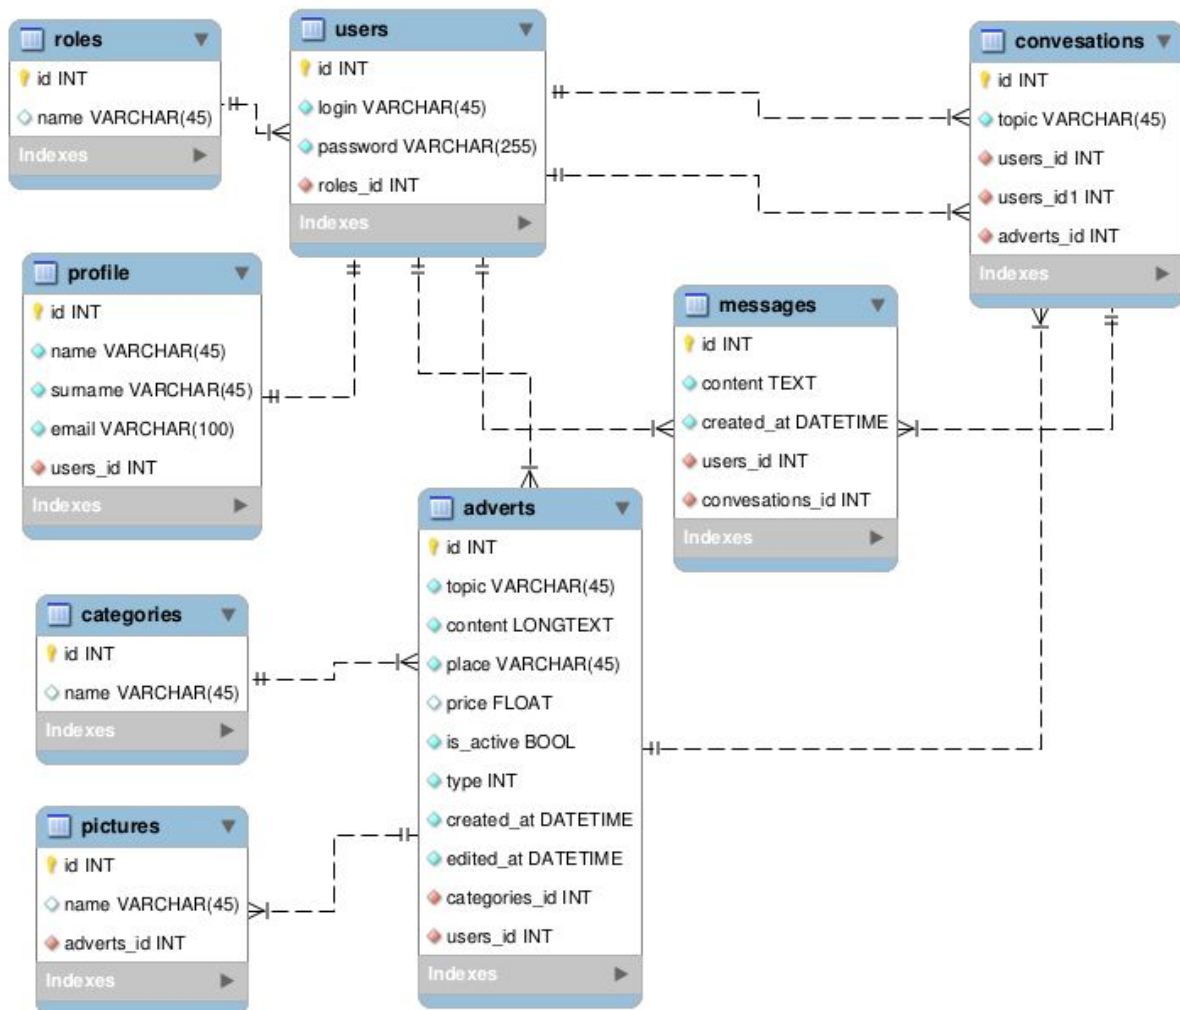 roles
id INT
name VARCHAR(45)
Indexes
users
id INT
login VARCHAR(45)
password VARCHAR(255)
roles_id INT
Indexes
convesations
id INT
topic VARCHAR(45)
users_id INT
users_id1 INT
adverts_id INT
Indexes
profile
id INT
name VARCHAR(45)
surname VARCHAR(45)
email VARCHAR(100)
users_id INT
Indexes
messages
id INT
content TEXT
created_at DATETIME
users_id INT
convesations_id INT
Indexes
adverts
id INT
topic VARCHAR(45)
content LONGTEXT
place VARCHAR(45)
price FLOAT
is_active BOOL
type INT
created_at DATETIME
edited_at DATETIME
categories_id INT
users_id INT
Indexes
categories
id INT
name VARCHAR(45)
Indexes
pictures
id INT
name VARCHAR(45)
adverts_id INT
Indexes